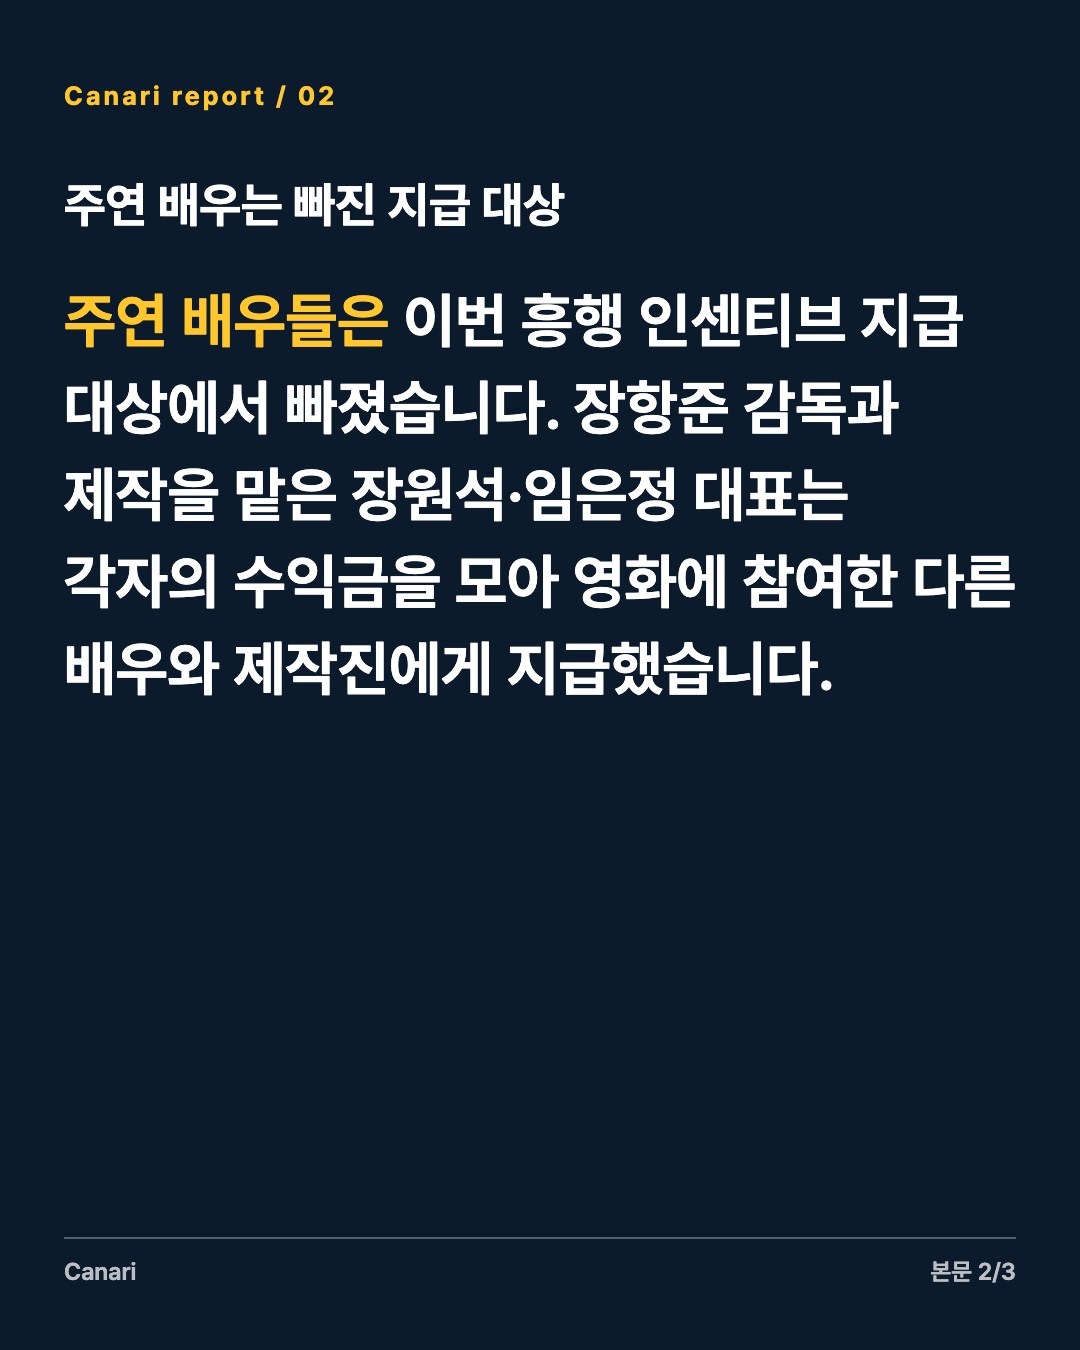 Canari report / 02
주연 배우는 빠진 지급 대상
주연 배우들은 이번 흥행 인센티브 지급
대상에서 빠졌습니다. 장항준 감독과
제작을 맡은 장원석·임은정 대표는
각자의 수익금을 모아 영화에 참여한 다른
배우와 제작진에게 지급했습니다.
Canari
본문 2/3